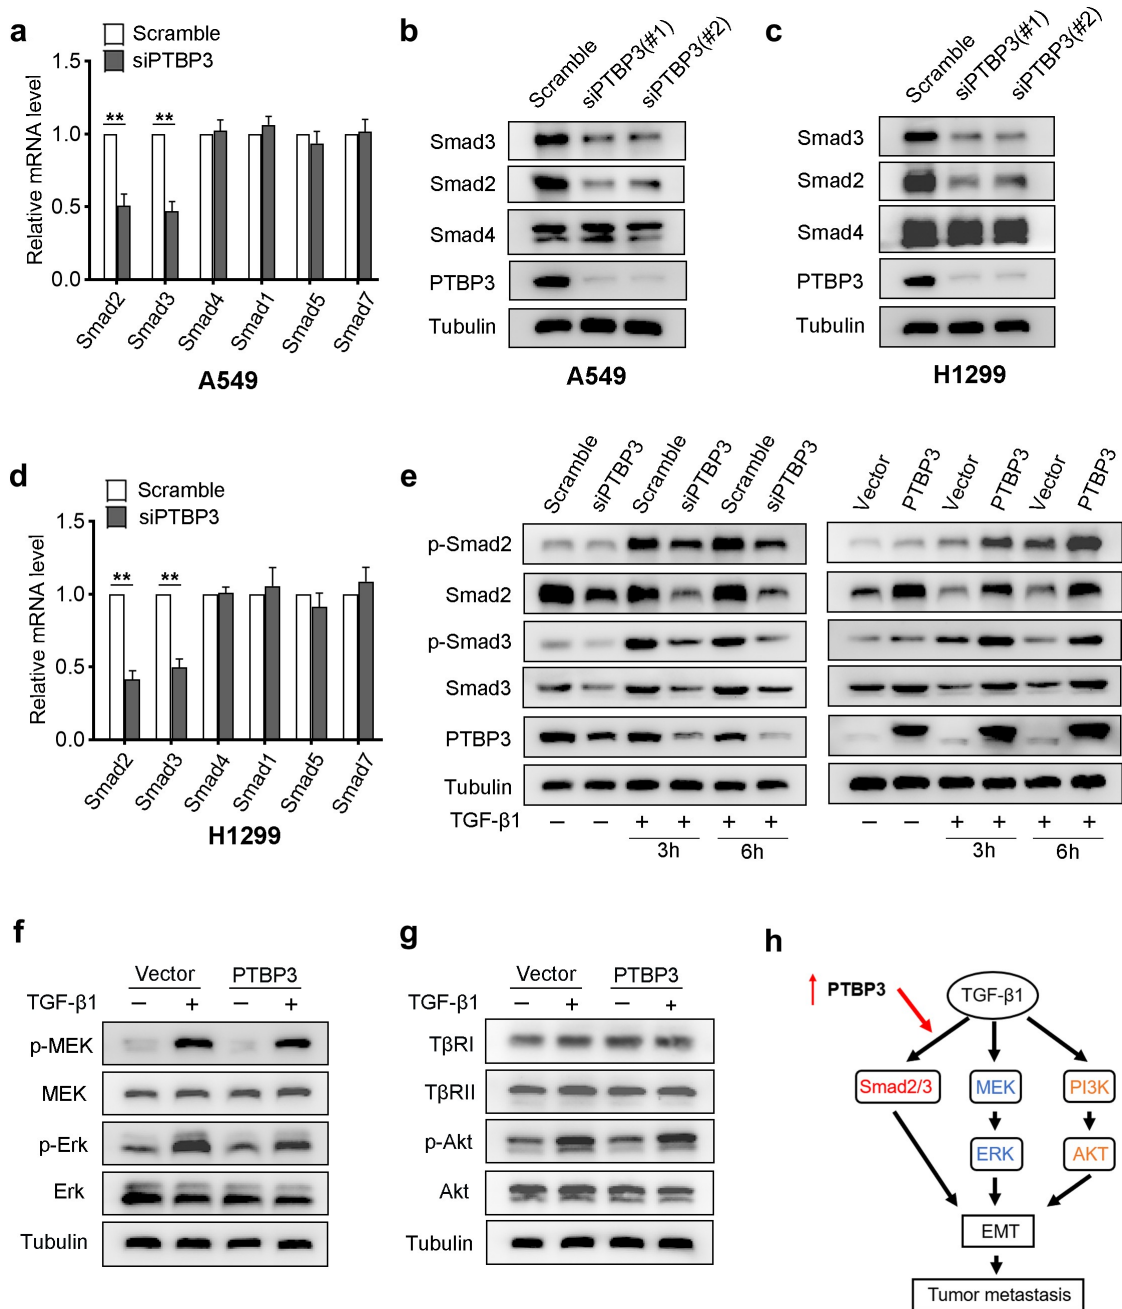 a
Scramble
siPTBP3
Relative mRNA level
1.5
1.0
0.5
0.0
** **
Smad2 Smad3 Smad4 Smad1 Smad5 Smad7
A549
b
Scramble siPTBP3(#1) siPTBP3(#2)
Smad3
Smad2
Smad4
PTBP3
Tubulin
A549
c
Scramble siPTBP3(#1) siPTBP3(#2)
Smad3
Smad2
Smad4
PTBP3
Tubulin
H1299
d
Scramble
siPTBP3
Relative mRNA level
1.5
1.0
0.5
0.0
** **
Smad2 Smad3 Smad4 Smad1 Smad5 Smad7
H1299
e
Scramble siPTBP3 Scramble siPTBP3 Scramble siPTBP3 Vector PTBP3 Vector PTBP3 Vector PTBP3
p-Smad2
Smad2
p-Smad3
Smad3
PTBP3
Tubulin
TGF-β1 − − + + + + − − + + + +
3h 6h 3h 6h
f
Vector PTBP3
TGF-β1 − + − +
p-MEK
MEK
p-Erk
Erk
Tubulin
g
Vector PTBP3
TGF-β1 − + − +
TβRI
TβRII
p-Akt
Akt
Tubulin
h
PTBP3 TGF-β1
Smad2/3 MEK PI3K
ERK AKT
EMT
Tumor metastasis